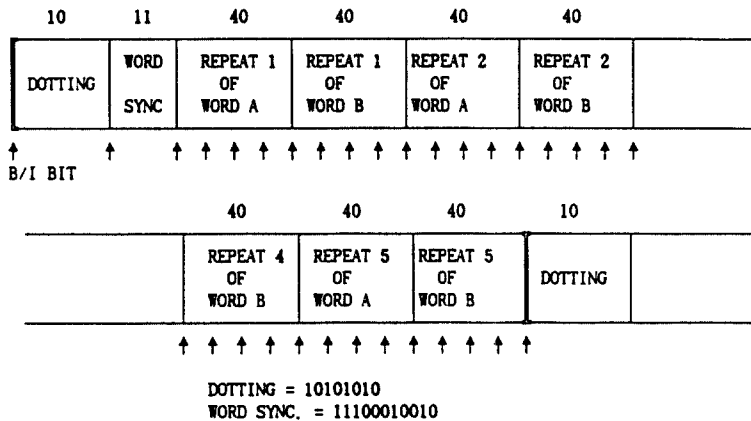 10 11 40 40 40 40
DOTTING
WORD
SYNC
REPEAT 1
OF
WORD A
REPEAT 1
OF
WORD B
REPEAT 2
OF
WORD A
REPEAT 2
OF
WORD B
B/I BIT
40 40 40 10
REPEAT 4
OF
WORD B
REPEAT 5
OF
WORD A
REPEAT 5
OF
WORD B
DOTTING
DOTTING = 10101010
WORD SYNC. = 11100010010